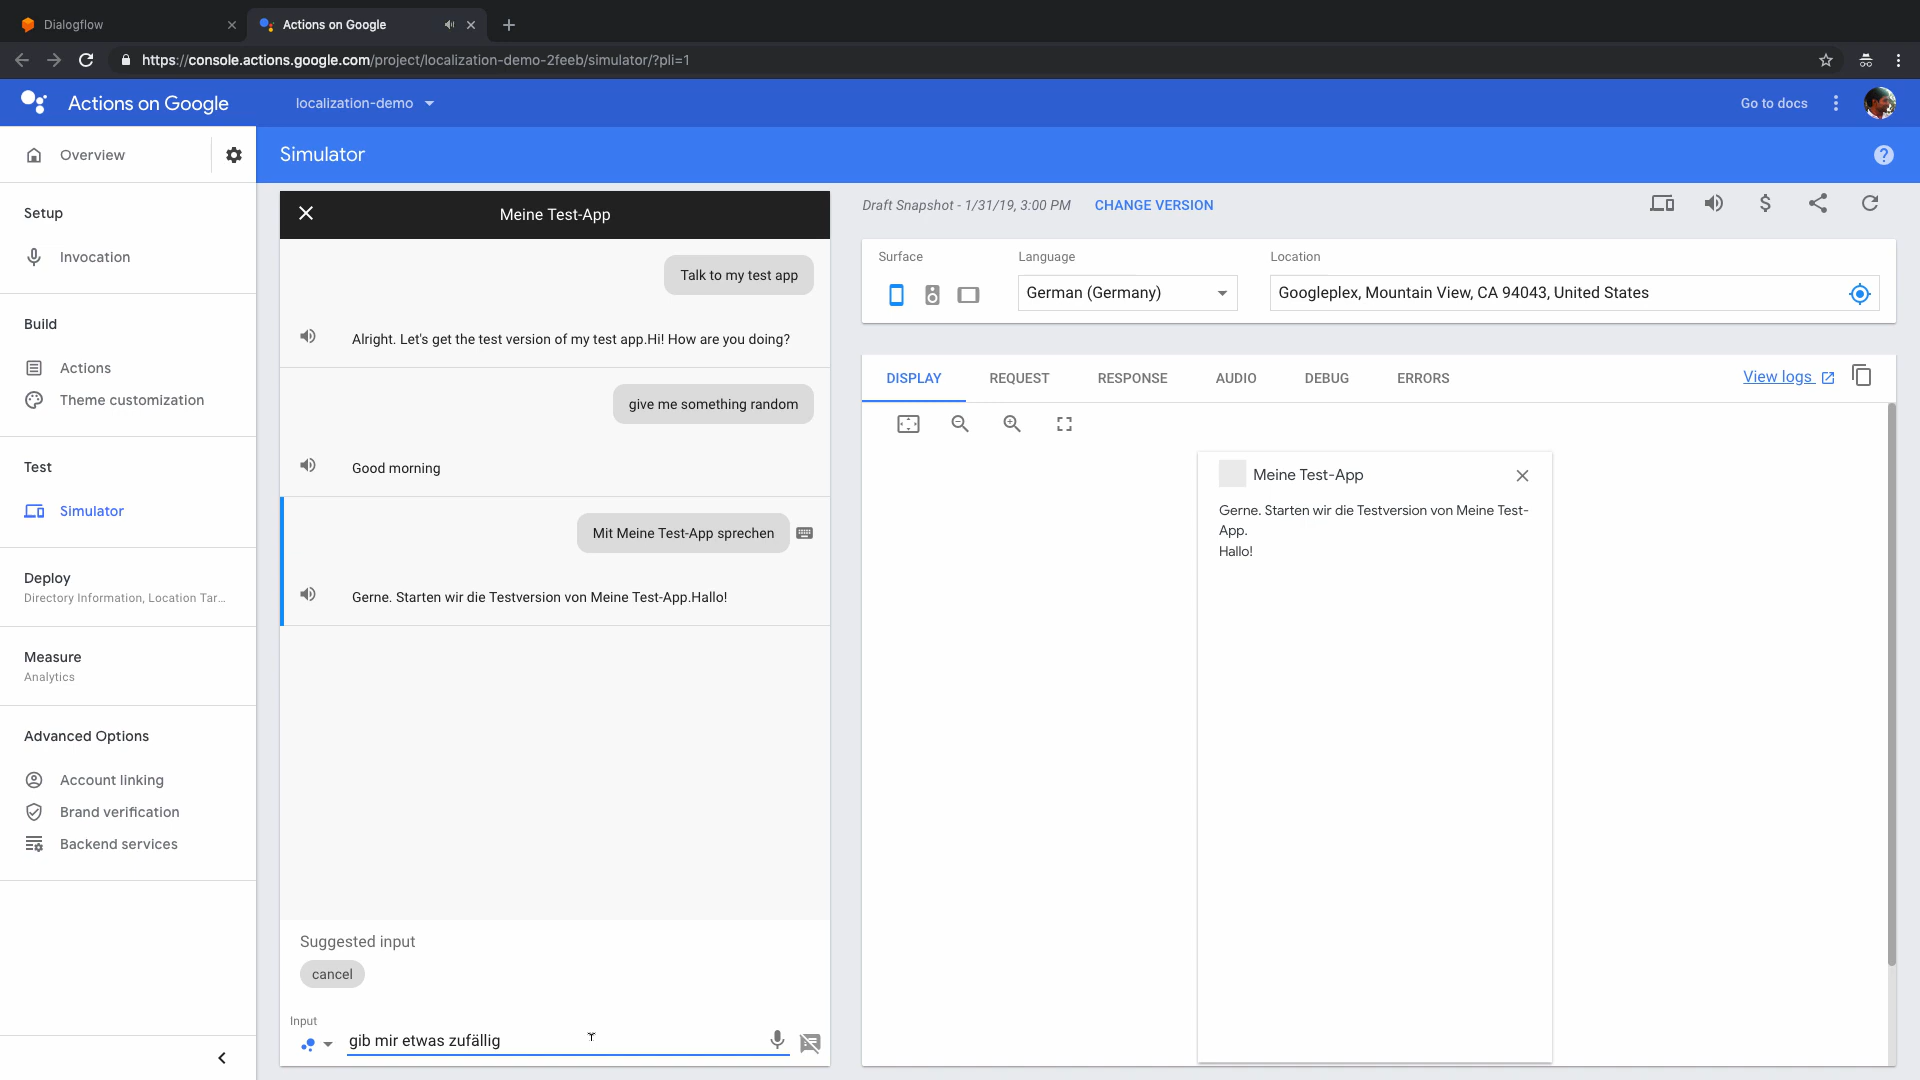 Dialogflow
Actions on Google
https://console.actions.google.com/project/localization-demo-2feeb/simulator/?pli=1
Actions on Google
localization-demo
Go to docs
Overview
Simulator
Setup
Invocation
Build
Actions
Theme customization
Test
Simulator
Deploy
Directory Information, Location Tar...
Measure
Analytics
Advanced Options
Account linking
Brand verification
Backend services
Meine Test-App
Talk to my test app
Alright. Let's get the test version of my test app.Hi! How are you doing?
give me something random
Good morning
Mit Meine Test-App sprechen
Gerne. Starten wir die Testversion von Meine Test-App.Hallo!
Suggested input
cancel
Input
gib mir etwas zufällig
Draft Snapshot - 1/31/19, 3:00 PM
CHANGE VERSION
Surface
Language
Location
German (Germany)
Googleplex, Mountain View, CA 94043, United States
DISPLAY
REQUEST
RESPONSE
AUDIO
DEBUG
ERRORS
View logs
Meine Test-App
Gerne. Starten wir die Testversion von Meine Test-
App.
Hallo!